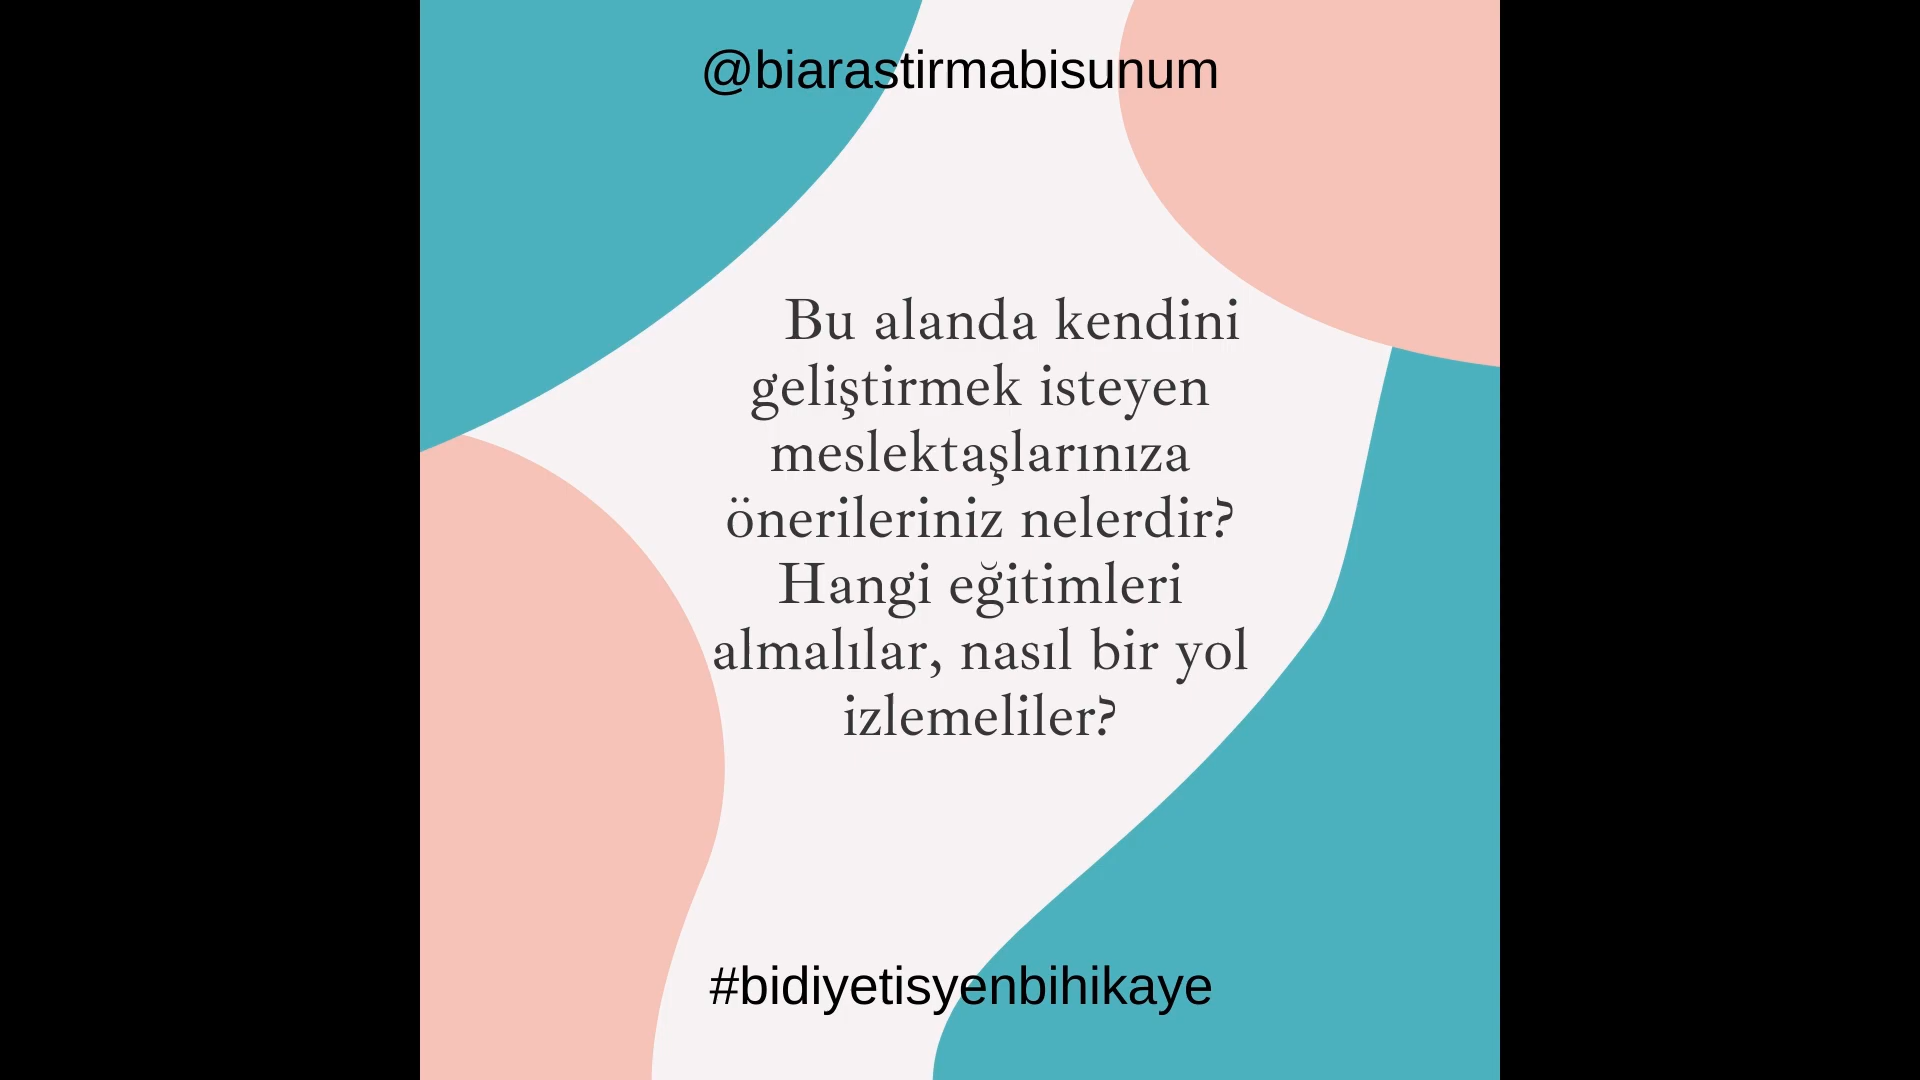 @biarastirmabisunum
Bu alanda kendini
geliştirmek isteyen
meslektaşlarınıza
önerileriniz nelerdir?
Hangi eğitimleri
almalılar, nasıl bir yol
izlemeliler?
#bidiyetisyenbihikaye